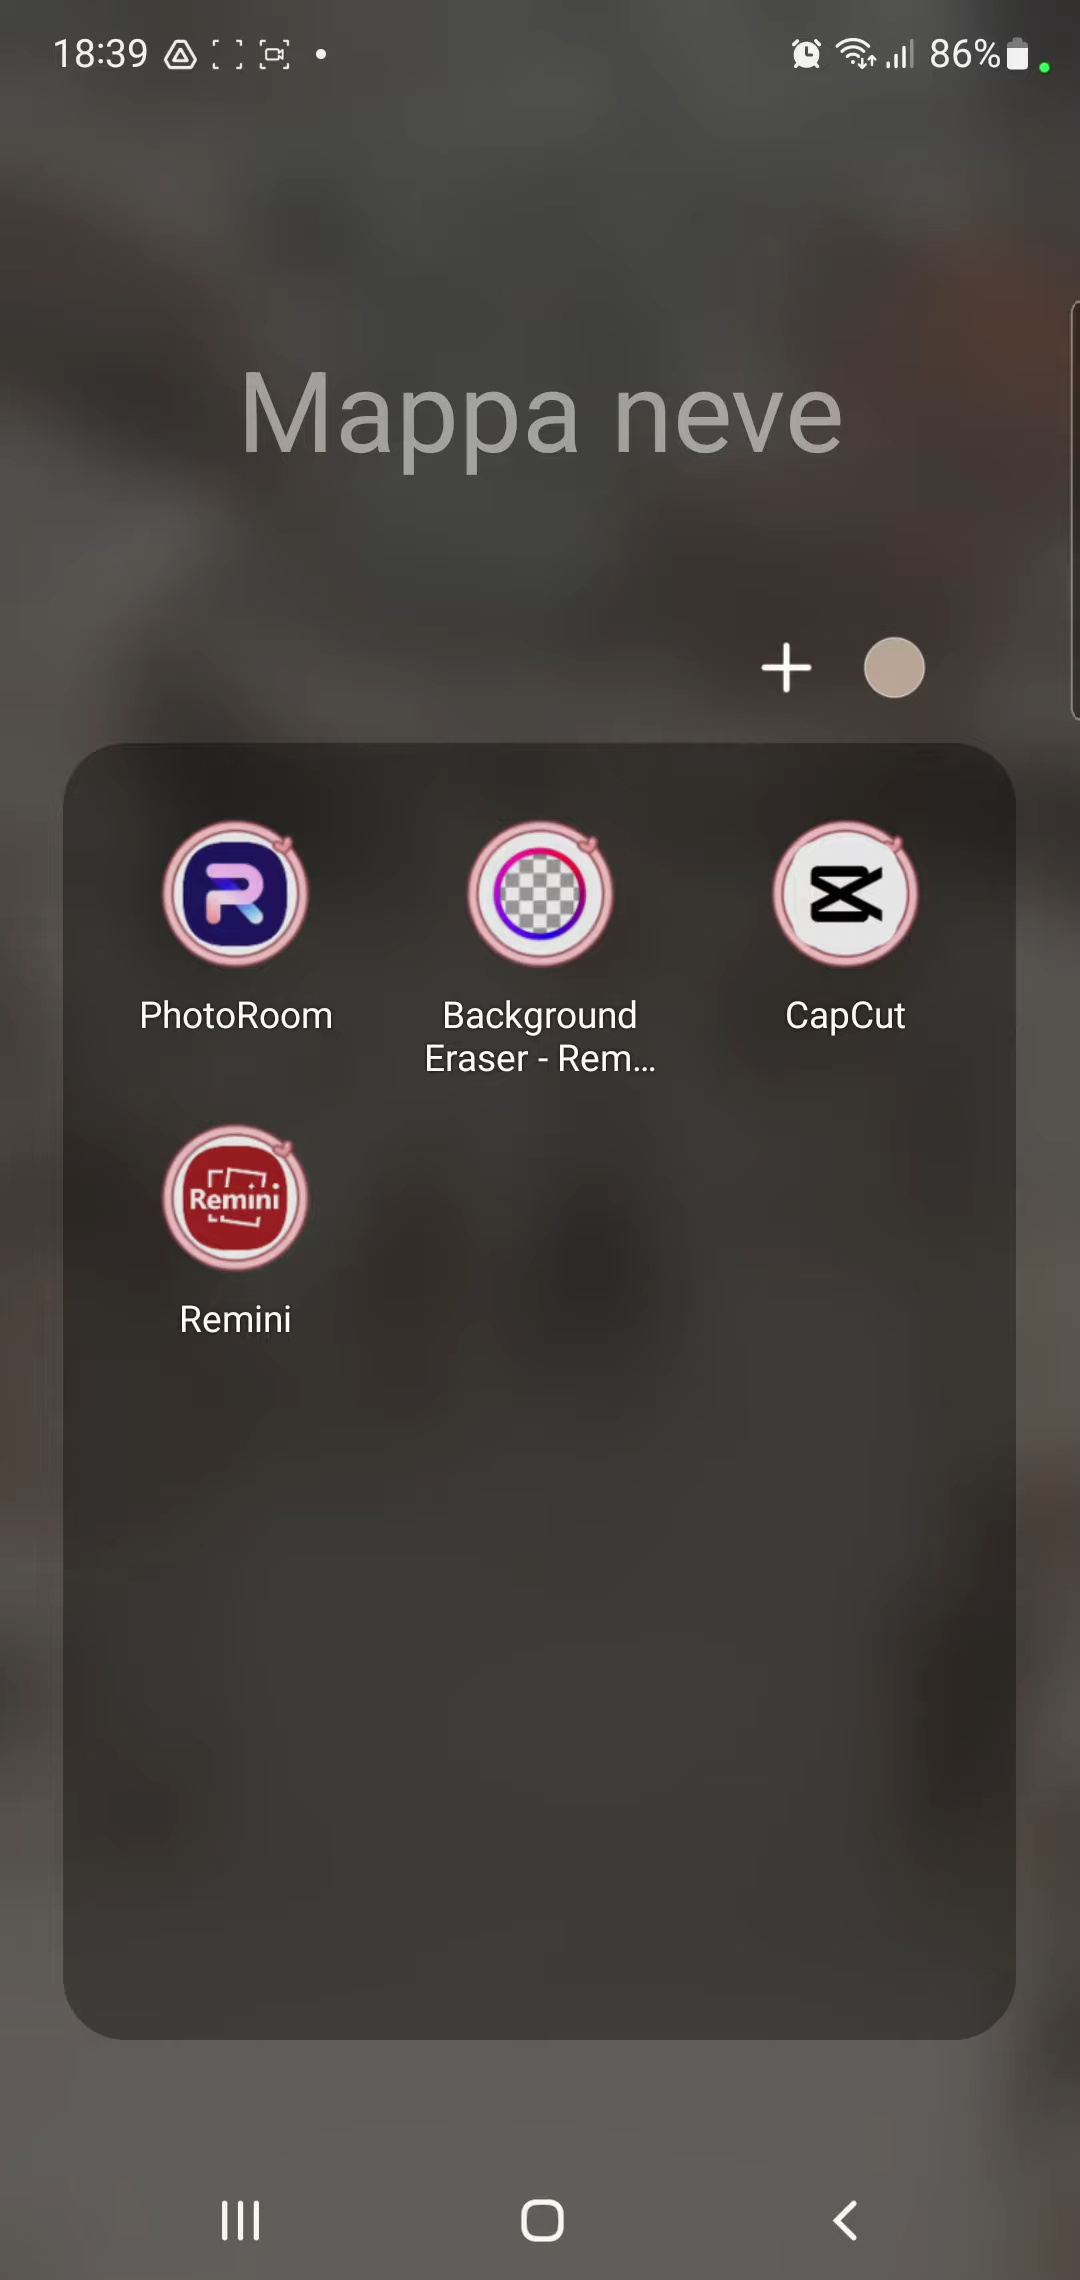 18:39
86%
Mappa neve
PhotoRoom
Background
Eraser - Rem...
CapCut
Remini
Remini